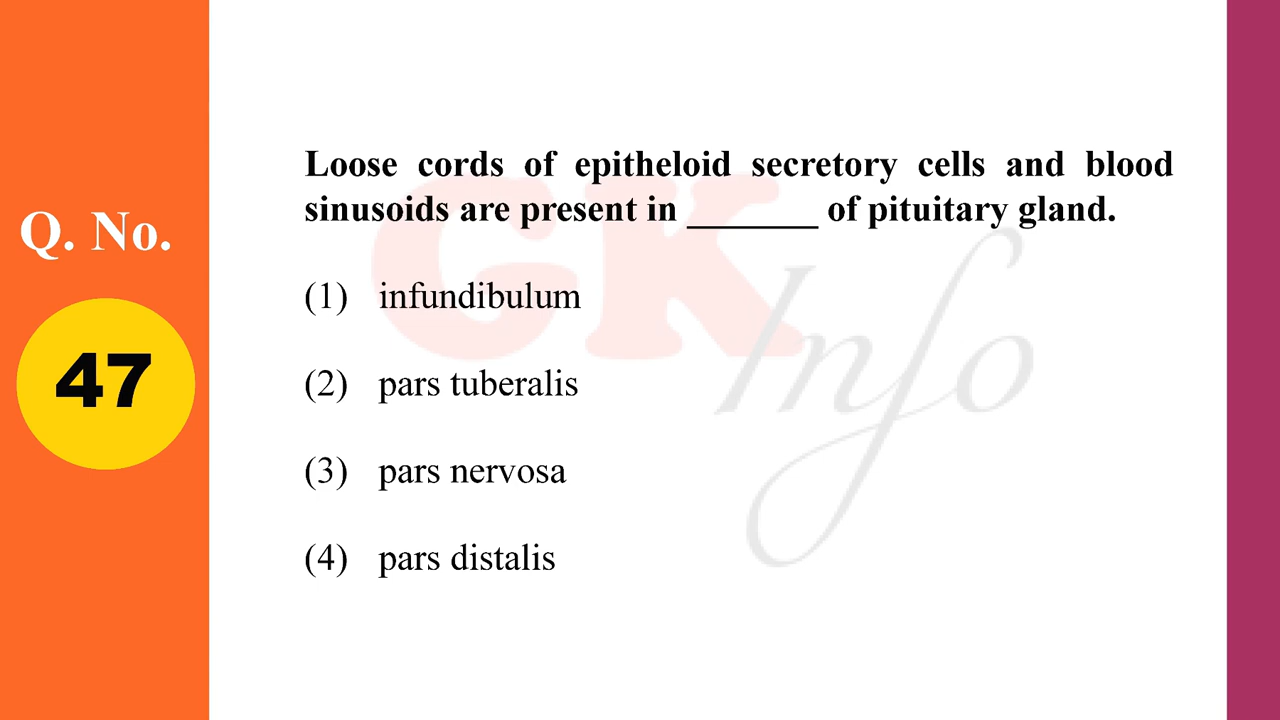 Q. No.
47
Loose cords of epitheloid secretory cells and blood
sinusoids are present in _______ of pituitary gland.
(1) infundibulum
(2) pars tuberalis
(3) pars nervosa
(4) pars distalis
GK
Info